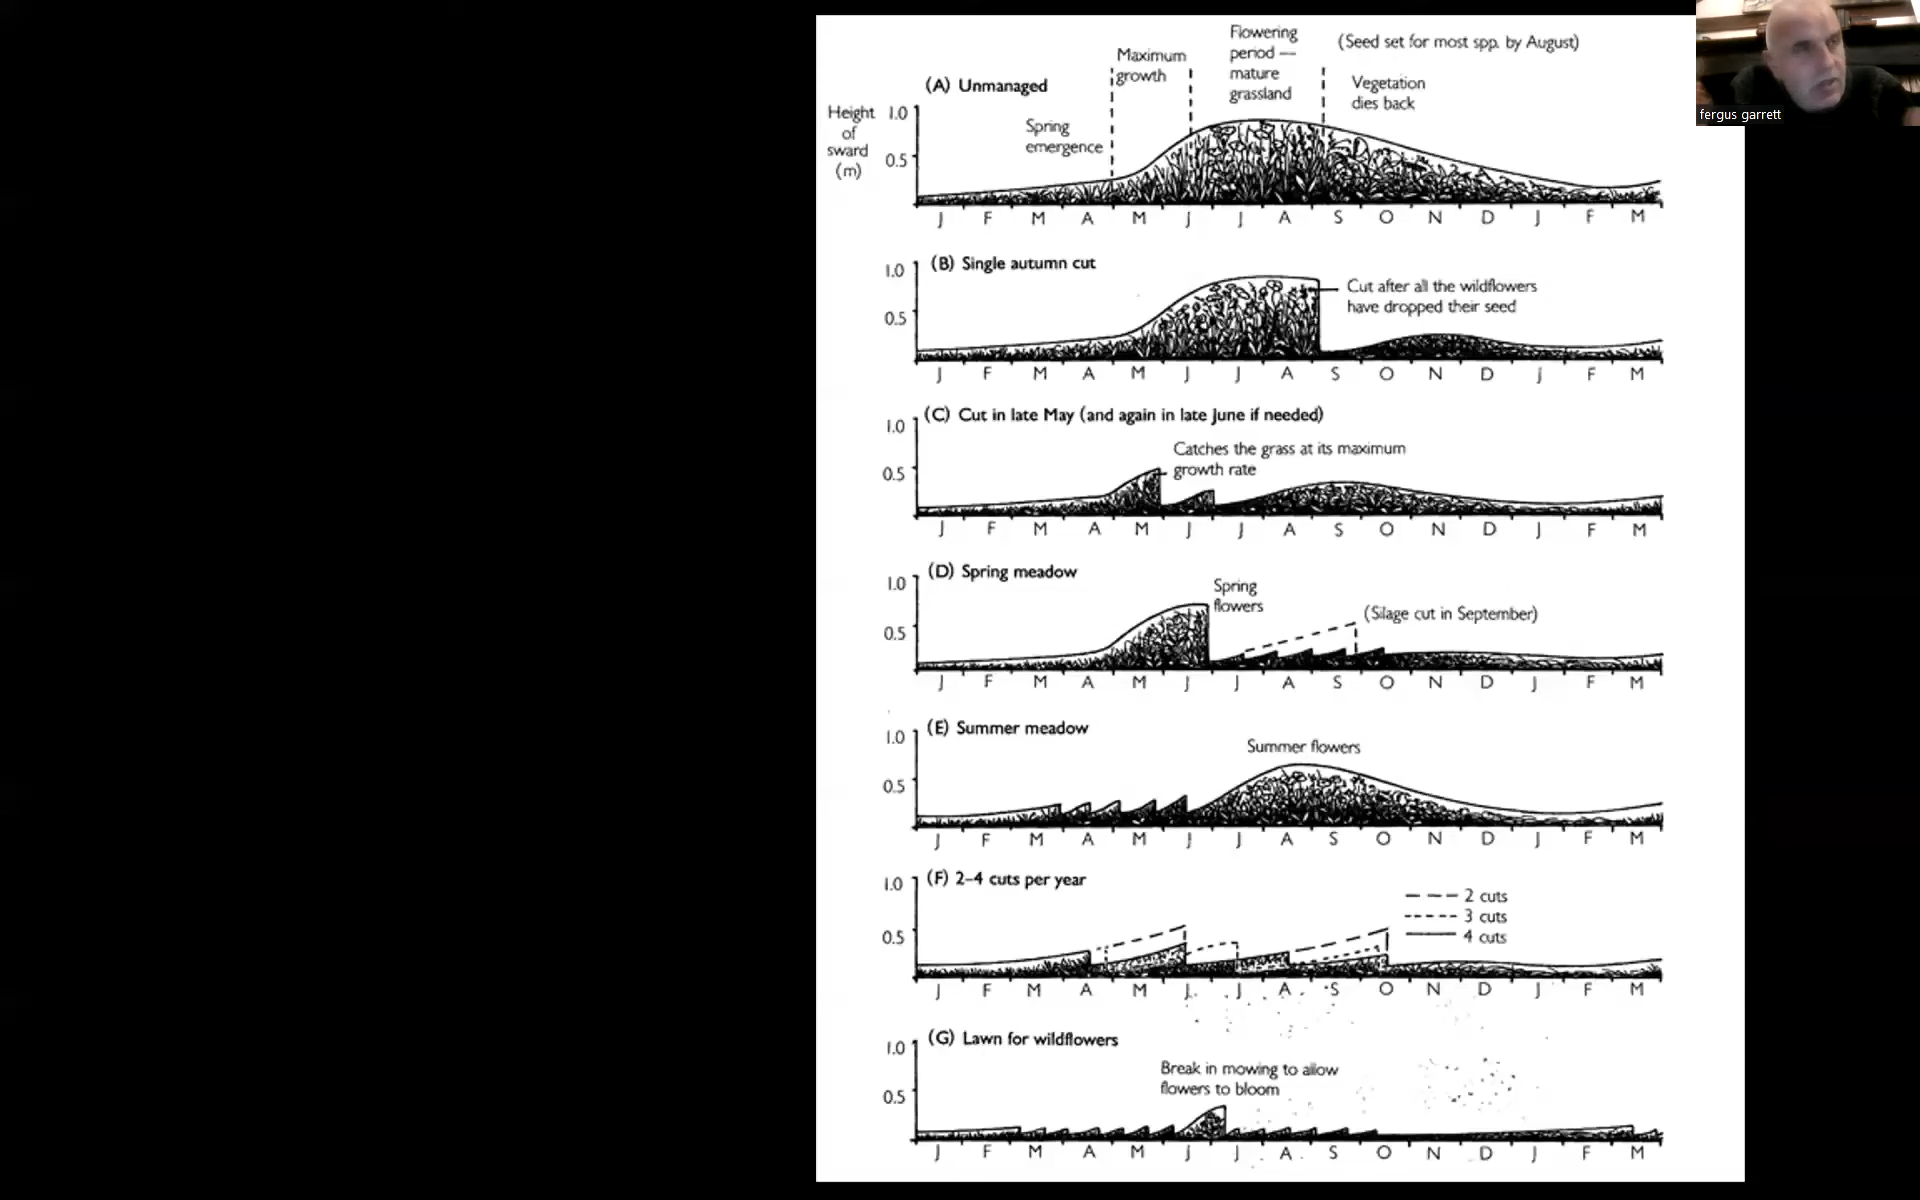 fergus garrett
(A) Unmanaged
Maximum
growth
Flowering
period —
mature
grassland
(Seed set for most spp. by August)
Vegetation
dies back
Spring
emergence
Height
of
sward
(m)
1.0
0.5
J F M A M J J A S O N D J F M
(B) Single autumn cut
1.0
0.5
Cut after all the wildflowers
have dropped their seed
J F M A M J J A S O N D J F M
(C) Cut in late May (and again in late June if needed)
1.0
0.5
Catches the grass at its maximum
growth rate
J F M A M J J A S O N D J F M
(D) Spring meadow
1.0
0.5
Spring
flowers
(Silage cut in September)
J F M A M J J A S O N D J F M
(E) Summer meadow
1.0
0.5
Summer flowers
J F M A M J J A S O N D J F M
(F) 2–4 cuts per year
1.0
0.5
2 cuts
3 cuts
4 cuts
J F M A M J J A S O N D J F M
(G) Lawn for wildflowers
1.0
0.5
Break in mowing to allow
flowers to bloom
J F M A M J J A S O N D J F M